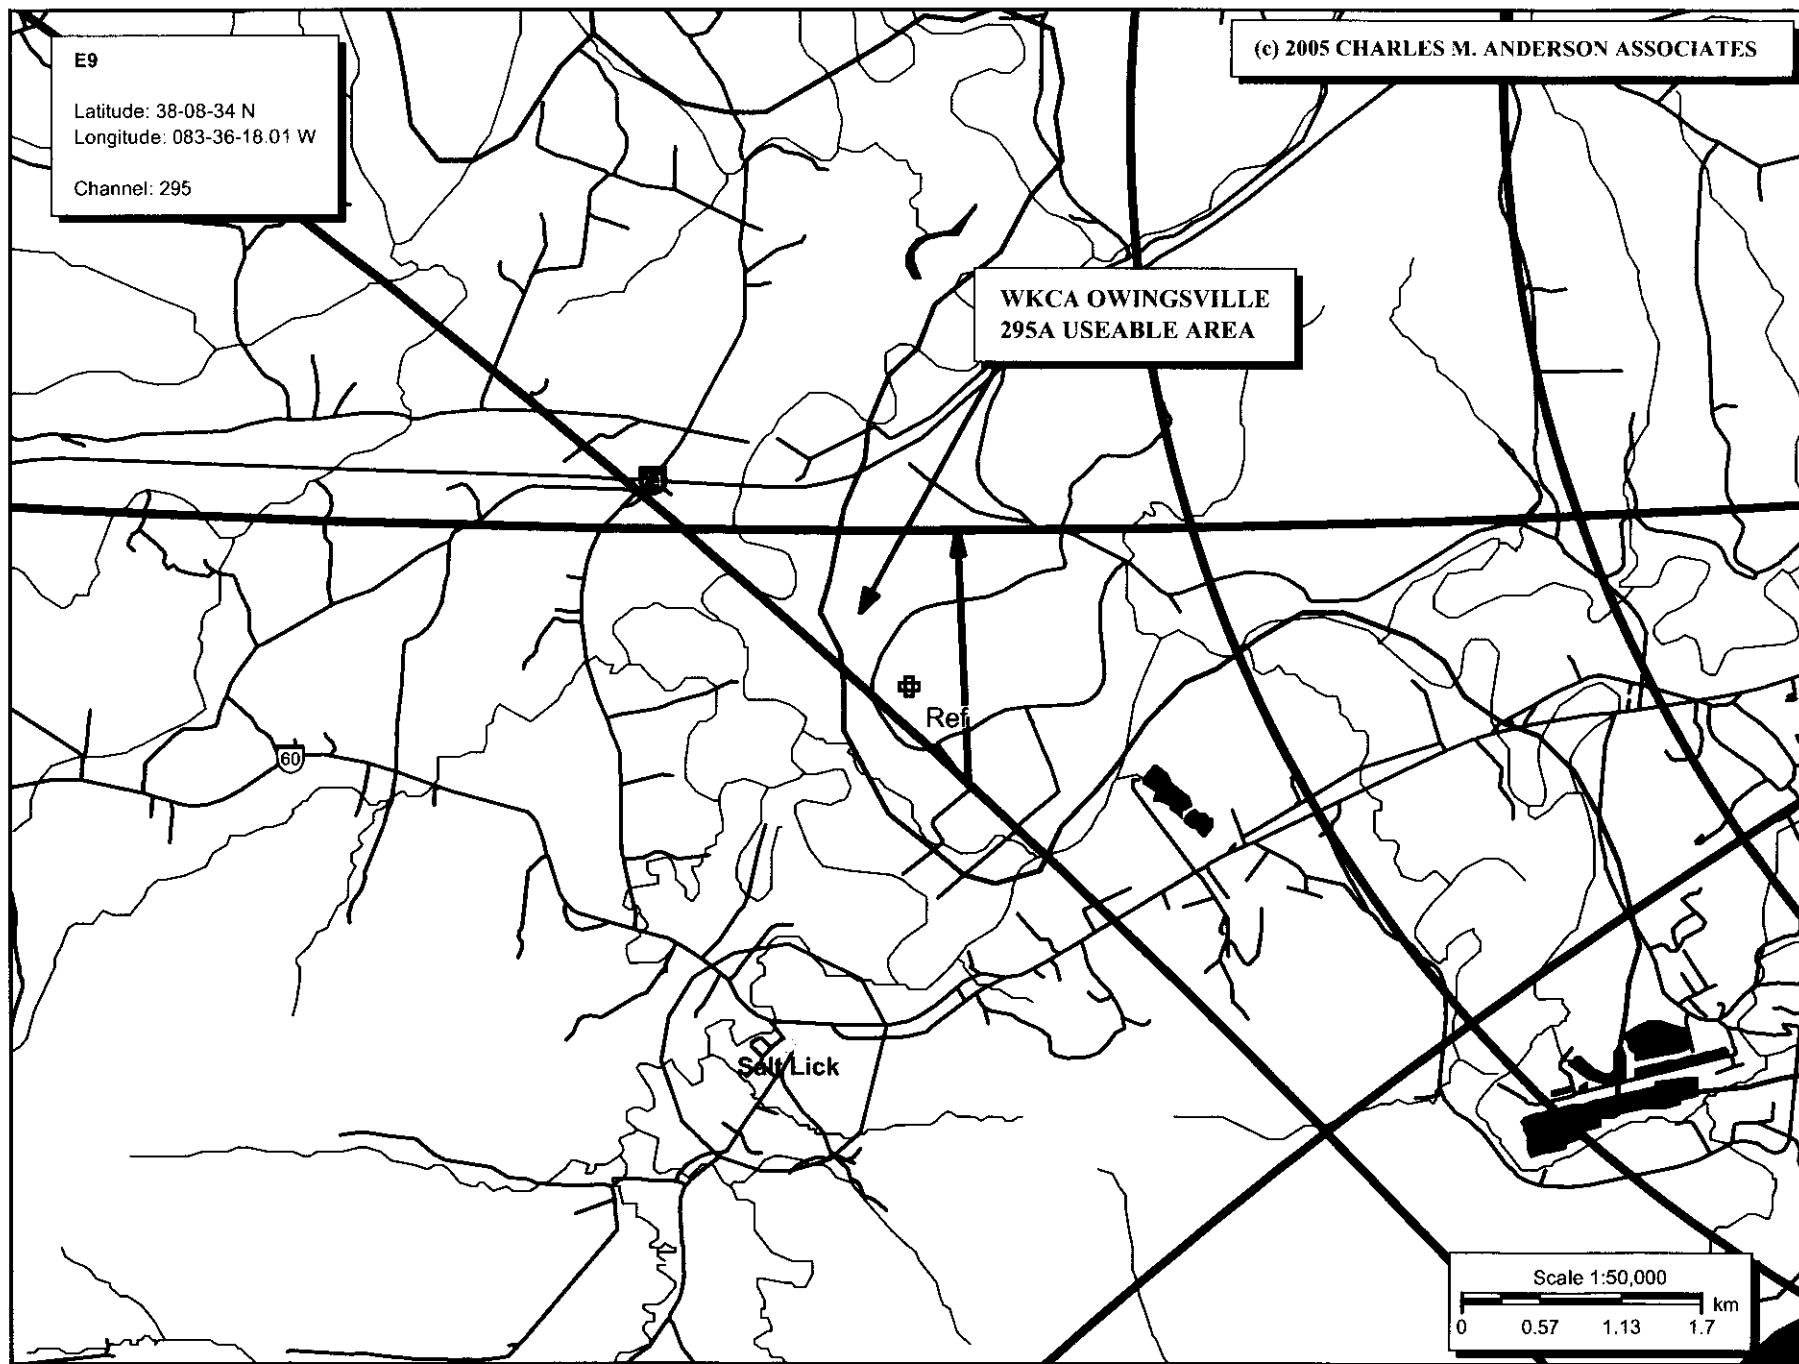 E9
Latitude: 38-08-34 N
Longitude: 083-36-18.01 W
Channel: 295
(c) 2005 CHARLES M. ANDERSON ASSOCIATES
WKCA OWINGSVILLE
295A USEABLE AREA
Ref
60
Salt Lick
Scale 1:50,000
km
0 0.57 1.13 1.7